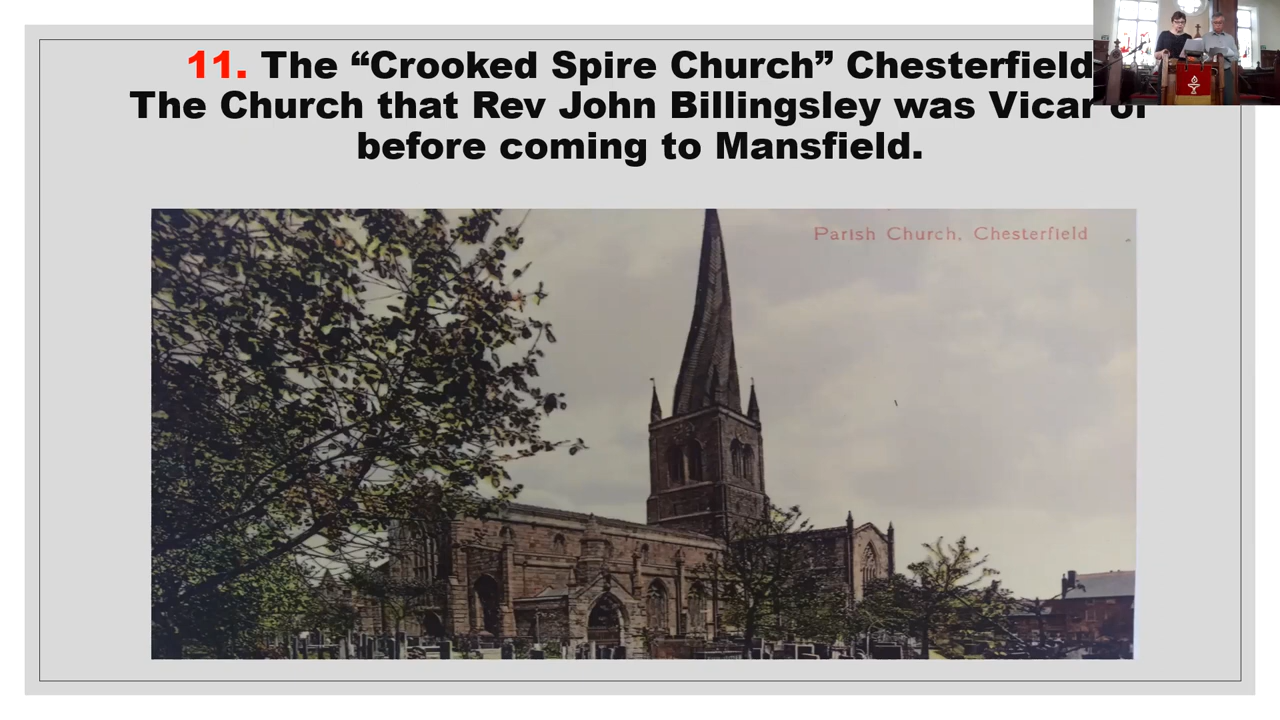 11. The “Crooked Spire Church” Chesterfield
The Church that Rev John Billingsley was Vicar of
before coming to Mansfield.
Parish Church, Chesterfield